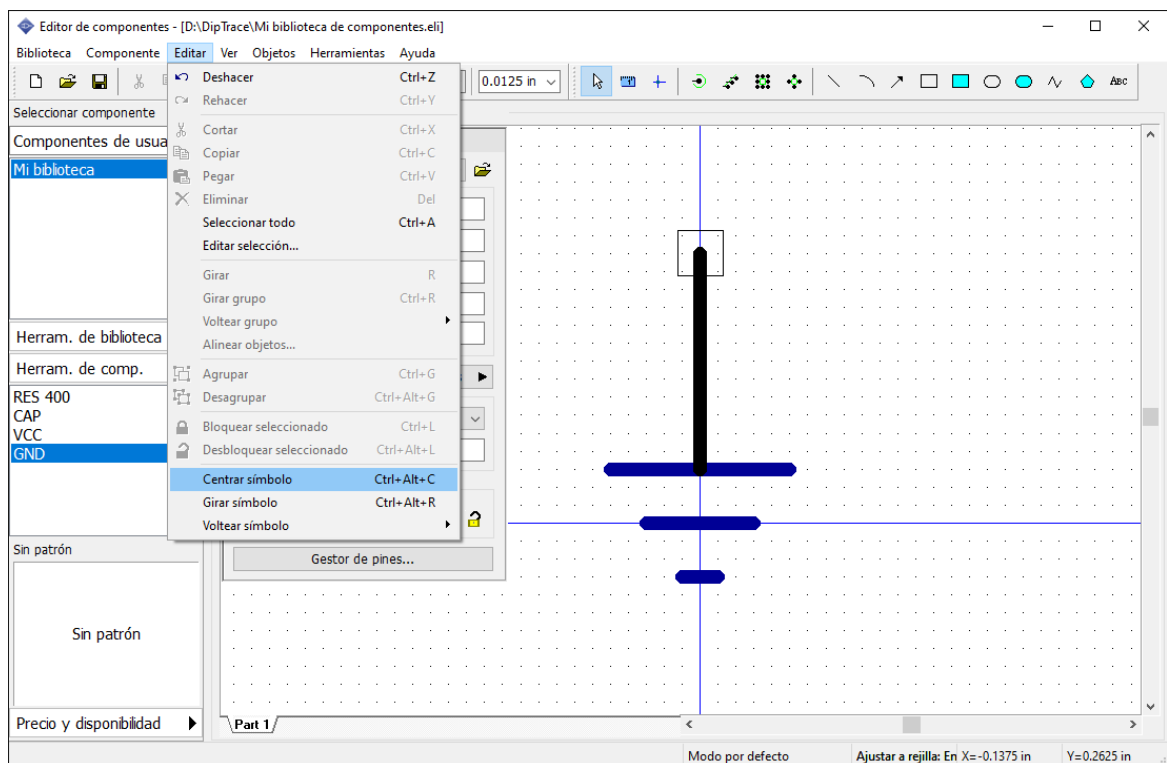 Editor de componentes - [D:\DipTrace\Mi biblioteca de componentes.eli]
Biblioteca Componente Editar Ver Objetos Herramientas Ayuda
0.0125 in
ABC
Seleccionar componente
Componentes de usua
Mi biblioteca
Herram. de biblioteca
Herram. de comp.
RES 400
CAP
VCC
GND
Sin patrón
Sin patrón
Precio y disponibilidad
Deshacer Ctrl+Z
Rehacer Ctrl+Y
Cortar Ctrl+X
Copiar Ctrl+C
Pegar Ctrl+V
Eliminar Del
Seleccionar todo Ctrl+A
Editar selección...
Girar R
Girar grupo Ctrl+R
Voltear grupo
Alinear objetos...
Agrupar Ctrl+G
Desagrupar Ctrl+Alt+G
Bloquear seleccionado Ctrl+L
Desbloquear seleccionado Ctrl+Alt+L
Centrar símbolo Ctrl+Alt+C
Girar símbolo Ctrl+Alt+R
Voltear símbolo
Gestor de pines...
Part 1
Modo por defecto Ajustar a rejilla: En X=-0.1375 in Y=0.2625 in